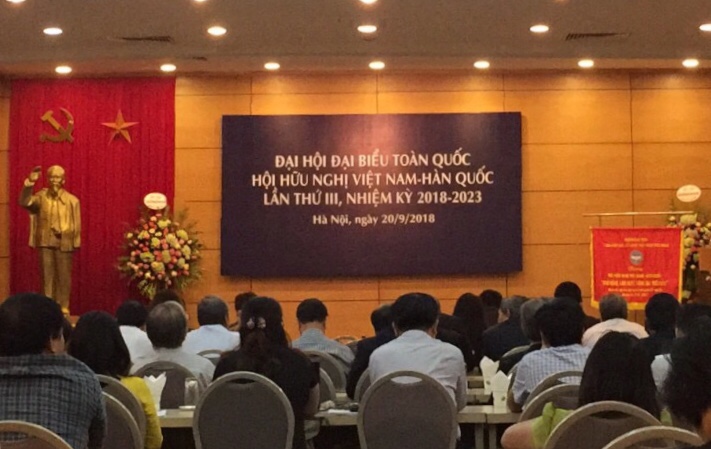 ĐẠI HỘI ĐẠI BIỂU TOÀN QUỐC
HỘI HỮU NGHỊ VIỆT NAM-HÀN QUỐC
LẦN THỨ III, NHIỆM KỲ 2018-2023
Hà Nội, ngày 20/9/2018